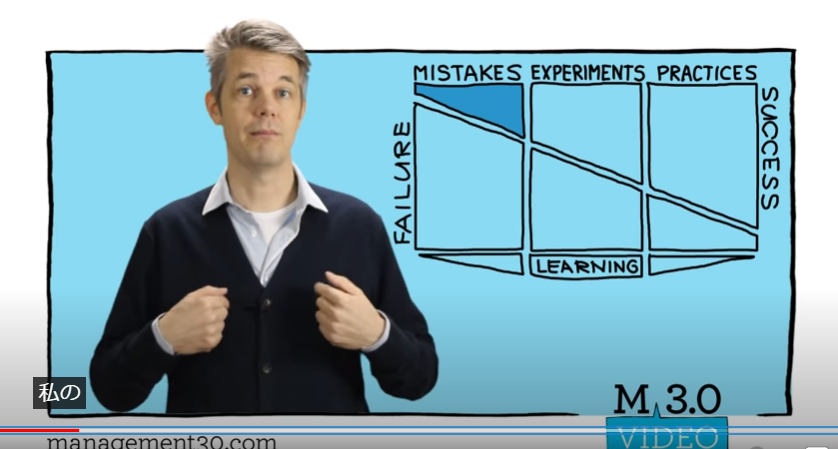 MISTAKES EXPERIMENTS PRACTICES
FAILURE
SUCCESS
LEARNING
私の
M 3.0
VIDEO
management30.com